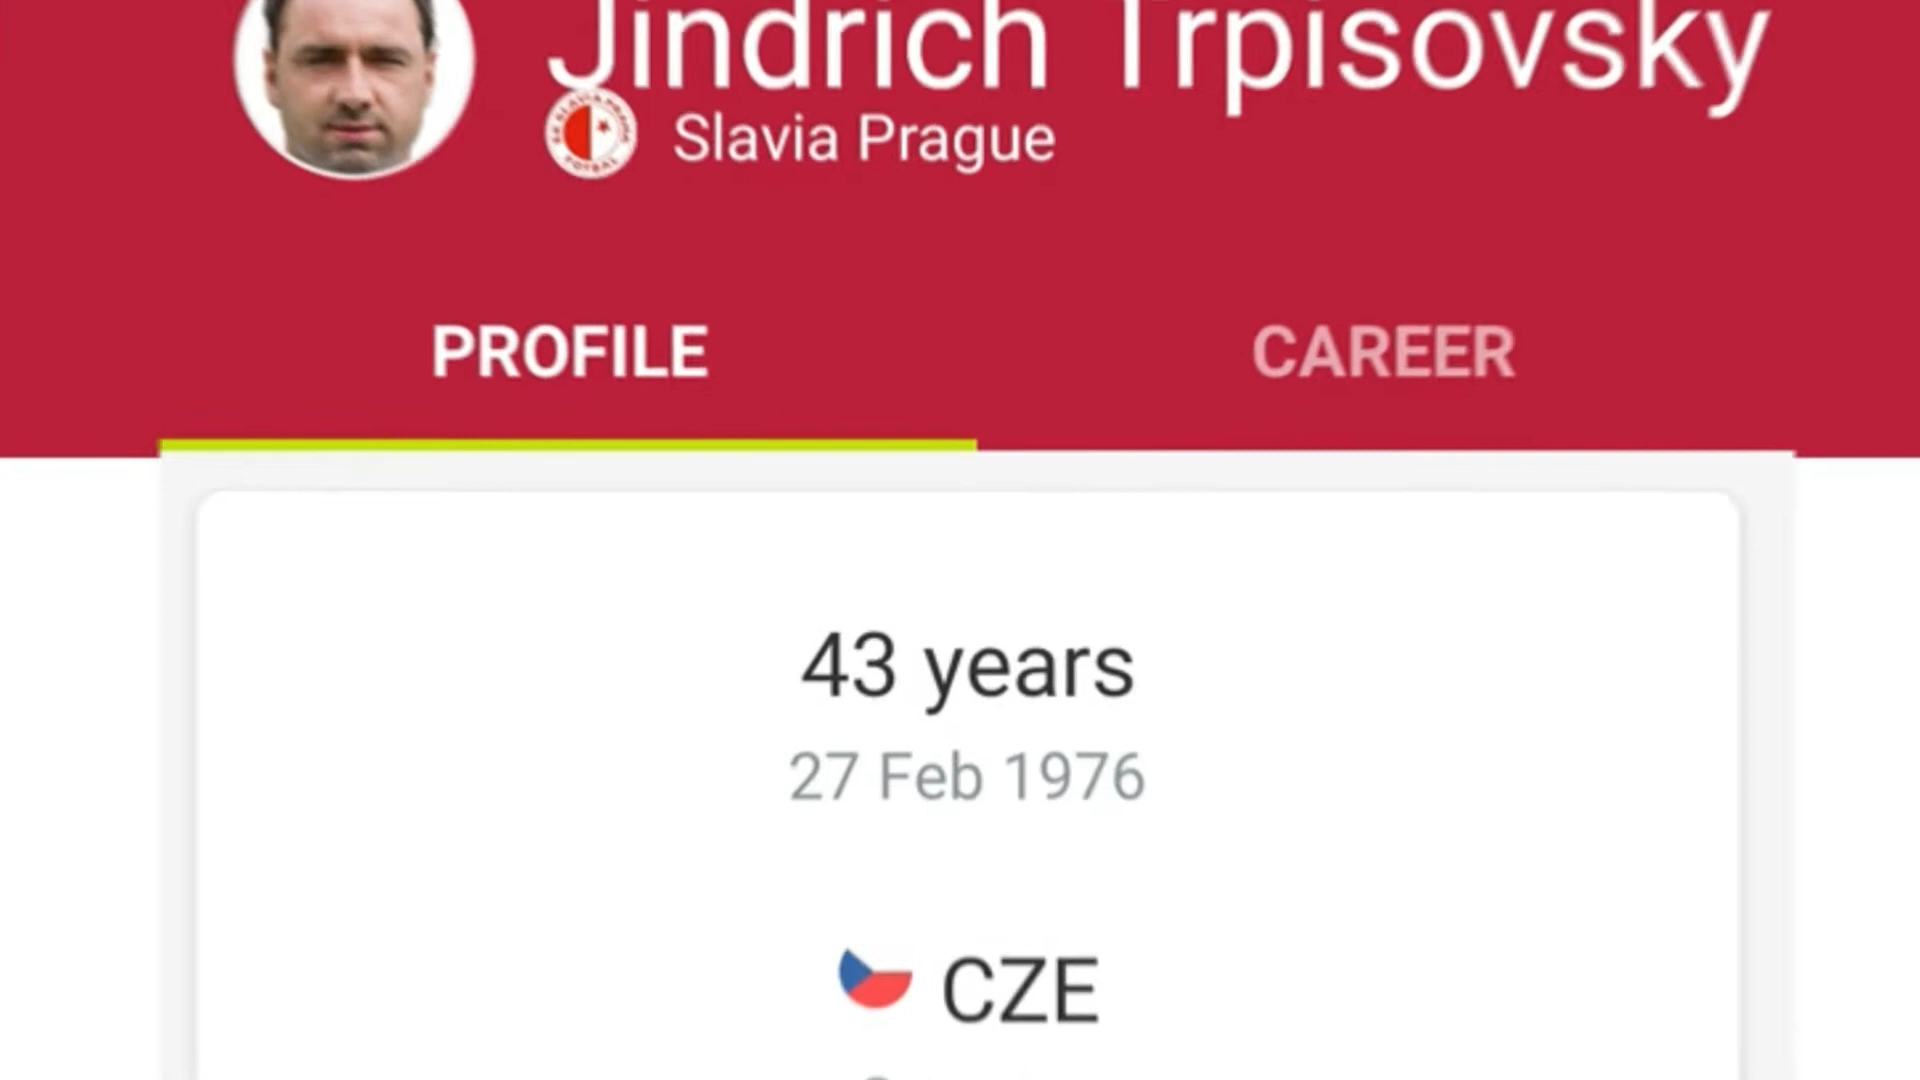 Jindrich Trpisovsky
Slavia Prague
PROFILE
CAREER
43 years
27 Feb 1976
CZE